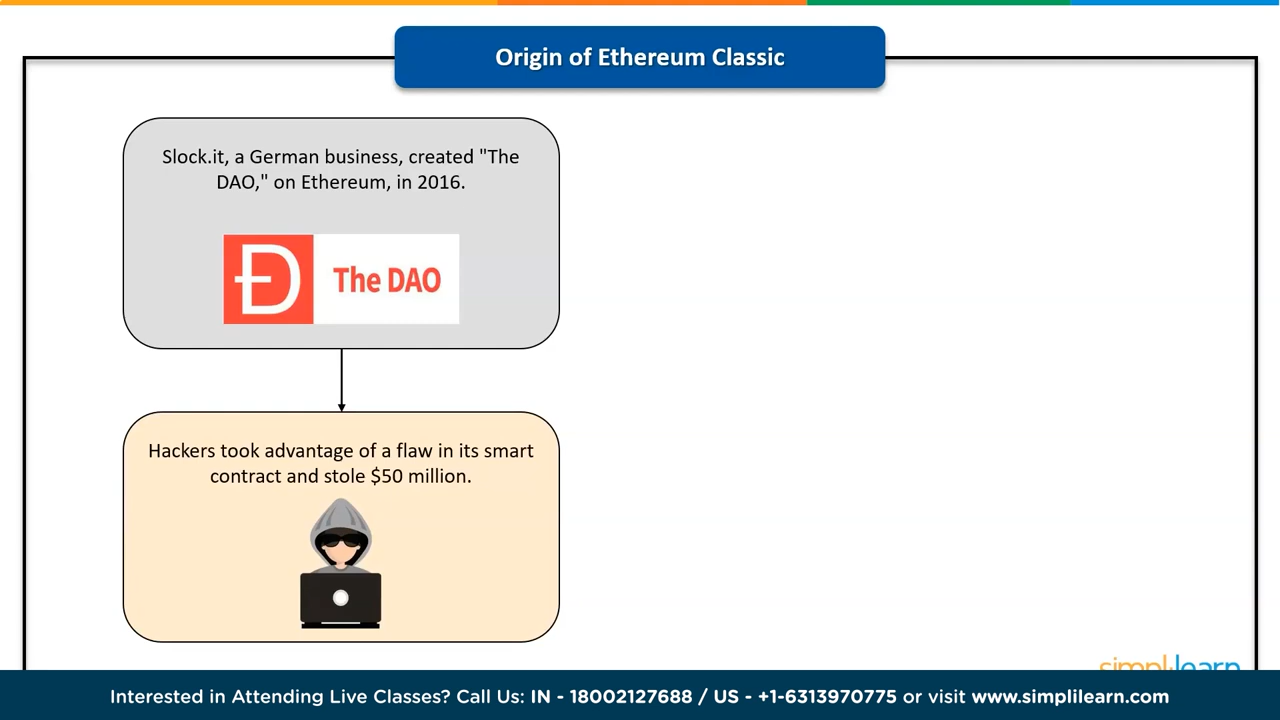 Origin of Ethereum Classic
Slock.it, a German business, created "The
DAO," on Ethereum, in 2016.
Đ The DAO
Hackers took advantage of a flaw in its smart
contract and stole $50 million.
simplilearn
Interested in Attending Live Classes? Call Us: IN - 18002127688 / US - +1-6313970775 or visit www.simplilearn.com